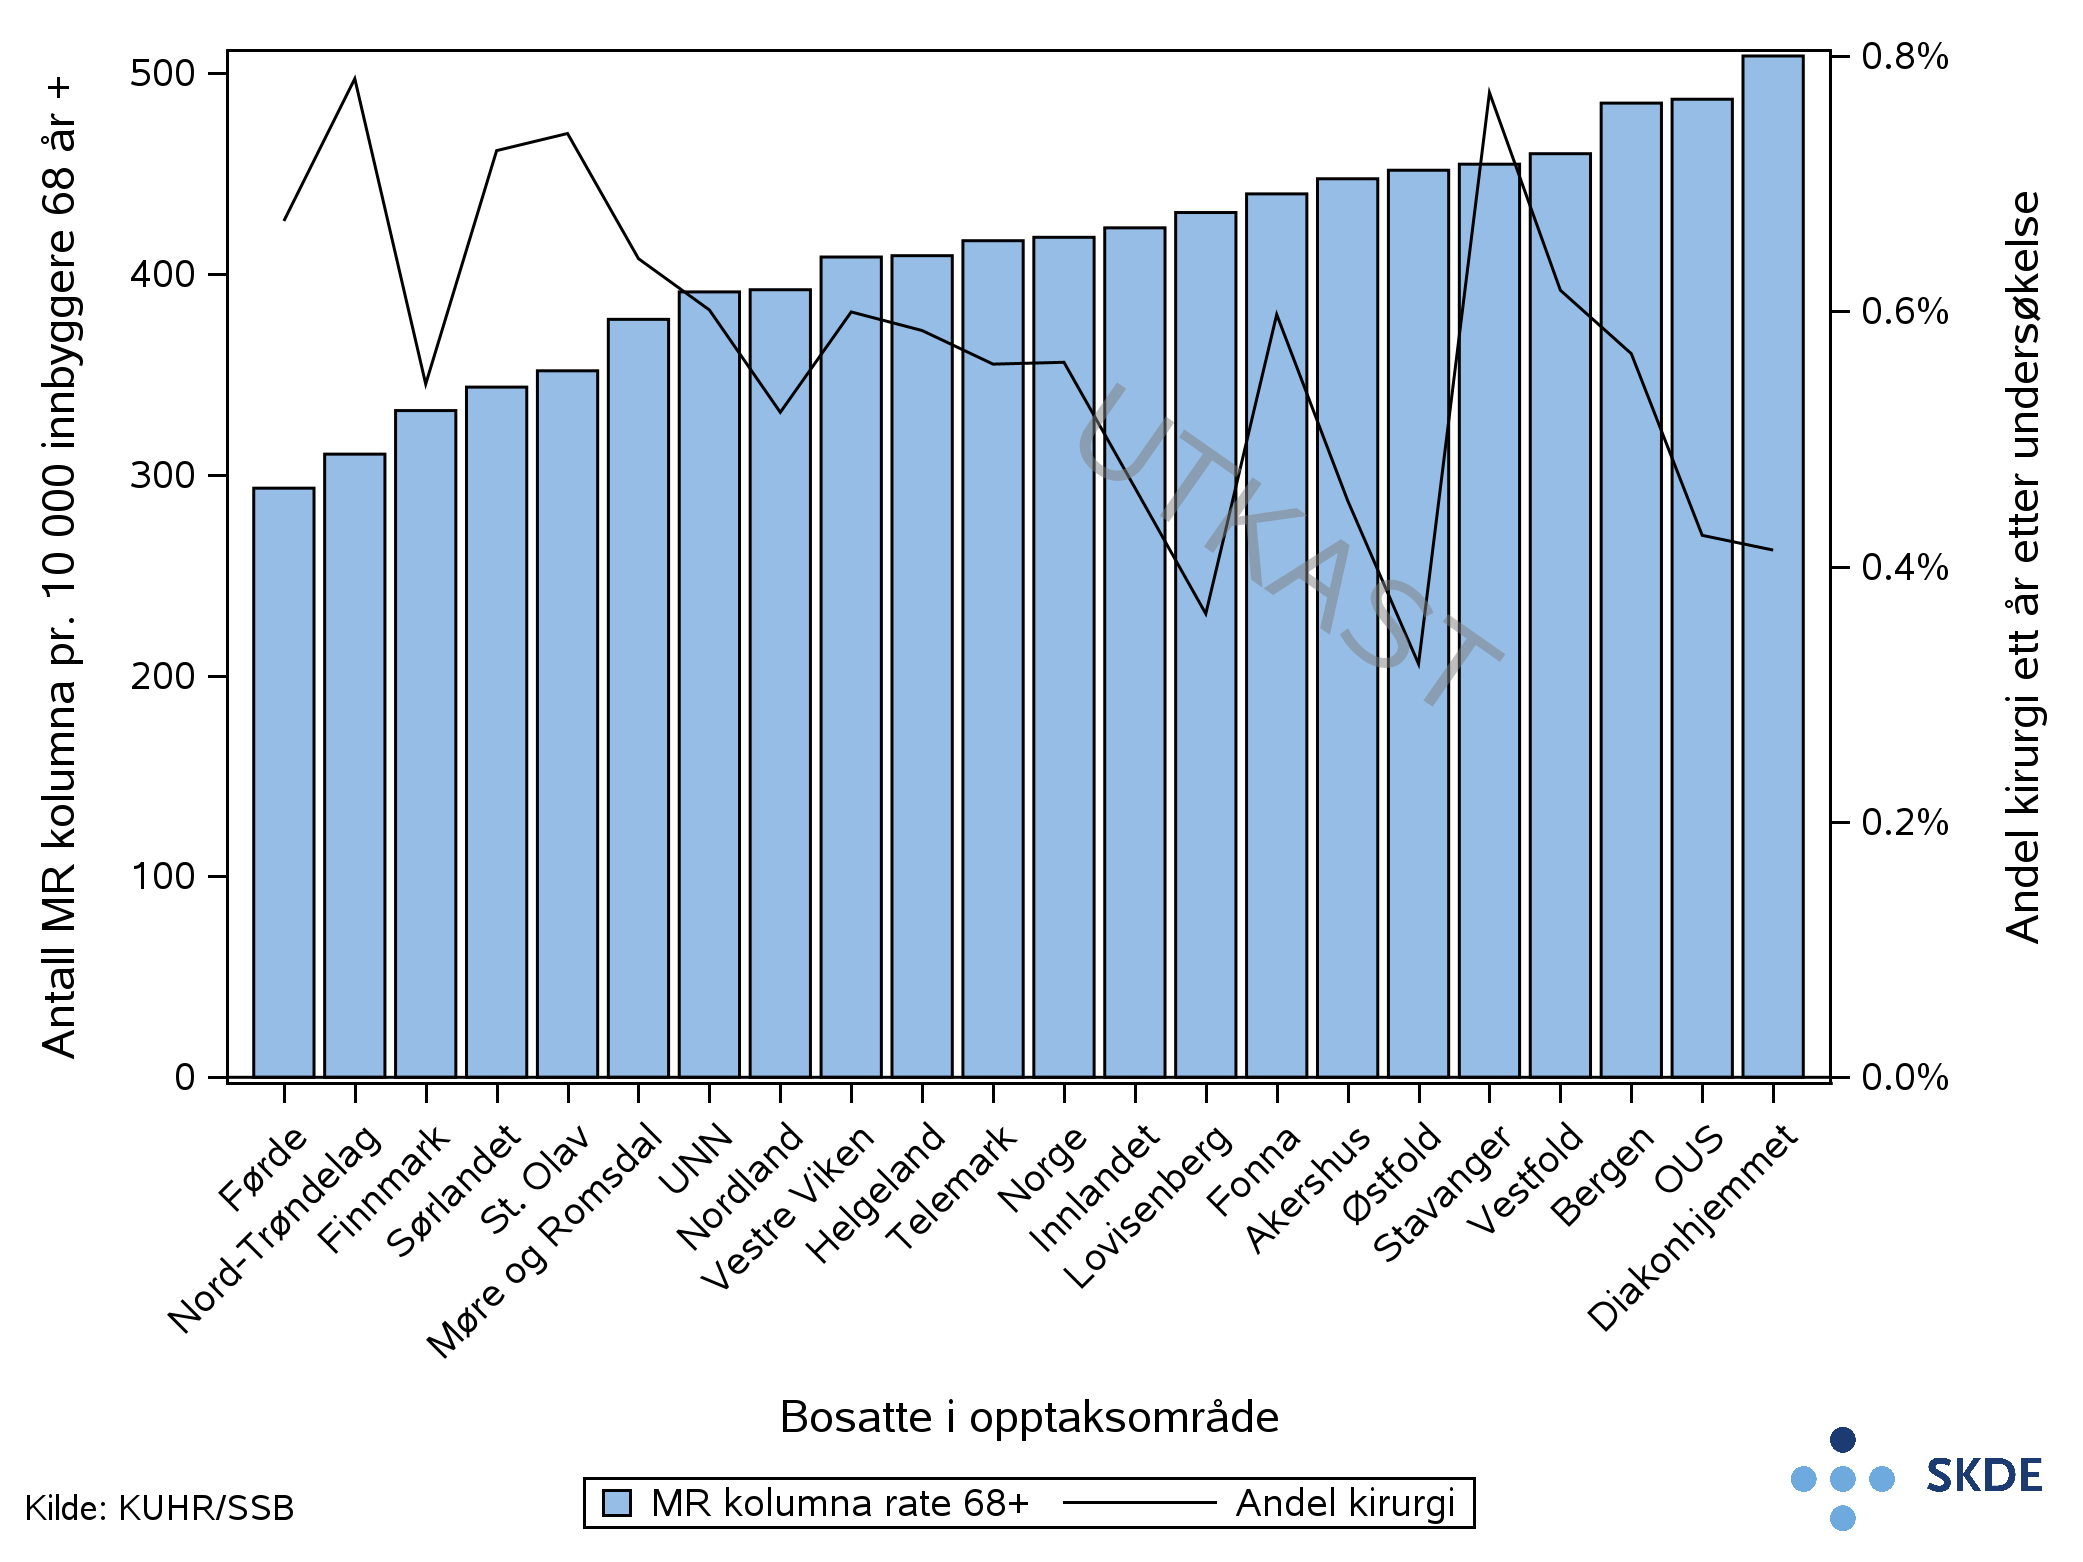 Antall MR kolumna pr. 10 000 innbyggere 68 år +
500
400
300
200
100
0
0.8%
0.6%
0.4%
0.2%
0.0%
Andel kirurgi ett år etter undersøkelse
UTKAST
Førde
Nord-Trøndelag
Finnmark
Sørlandet
St. Olav
Møre og Romsdal
UNN
Nordland
Vestre Viken
Helgeland
Telemark
Norge
Innlandet
Lovisenberg
Fonna
Akershus
Østfold
Stavanger
Vestfold
Bergen
OUS
Diakonhjemmet
Bosatte i opptaksområde
MR kolumna rate 68+
Andel kirurgi
Kilde: KUHR/SSB
SKDE